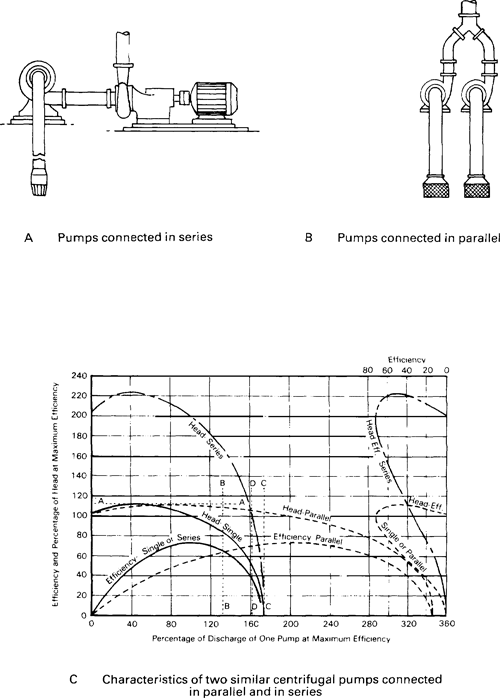 A Pumps connected in series
B Pumps connected in parallel
Efficiency
80 60 40 20 0
240
220
200
180
160
140
120
100
80
60
40
20
0
Efficiency and Percentage of Head at Maximum Efficiency
Head Series
Head Eff. Series
B D C
A A
Head-Parallel
Head-Eff.
Head Single
Single or Parallel
Efficiency Parallel
Efficiency Single or Series
B D C
0 40 80 120 160 200 240 280 320 360
Percentage of Discharge of One Pump at Maximum Efficiency
C Characteristics of two similar centrifugal pumps connected
in parallel and in series